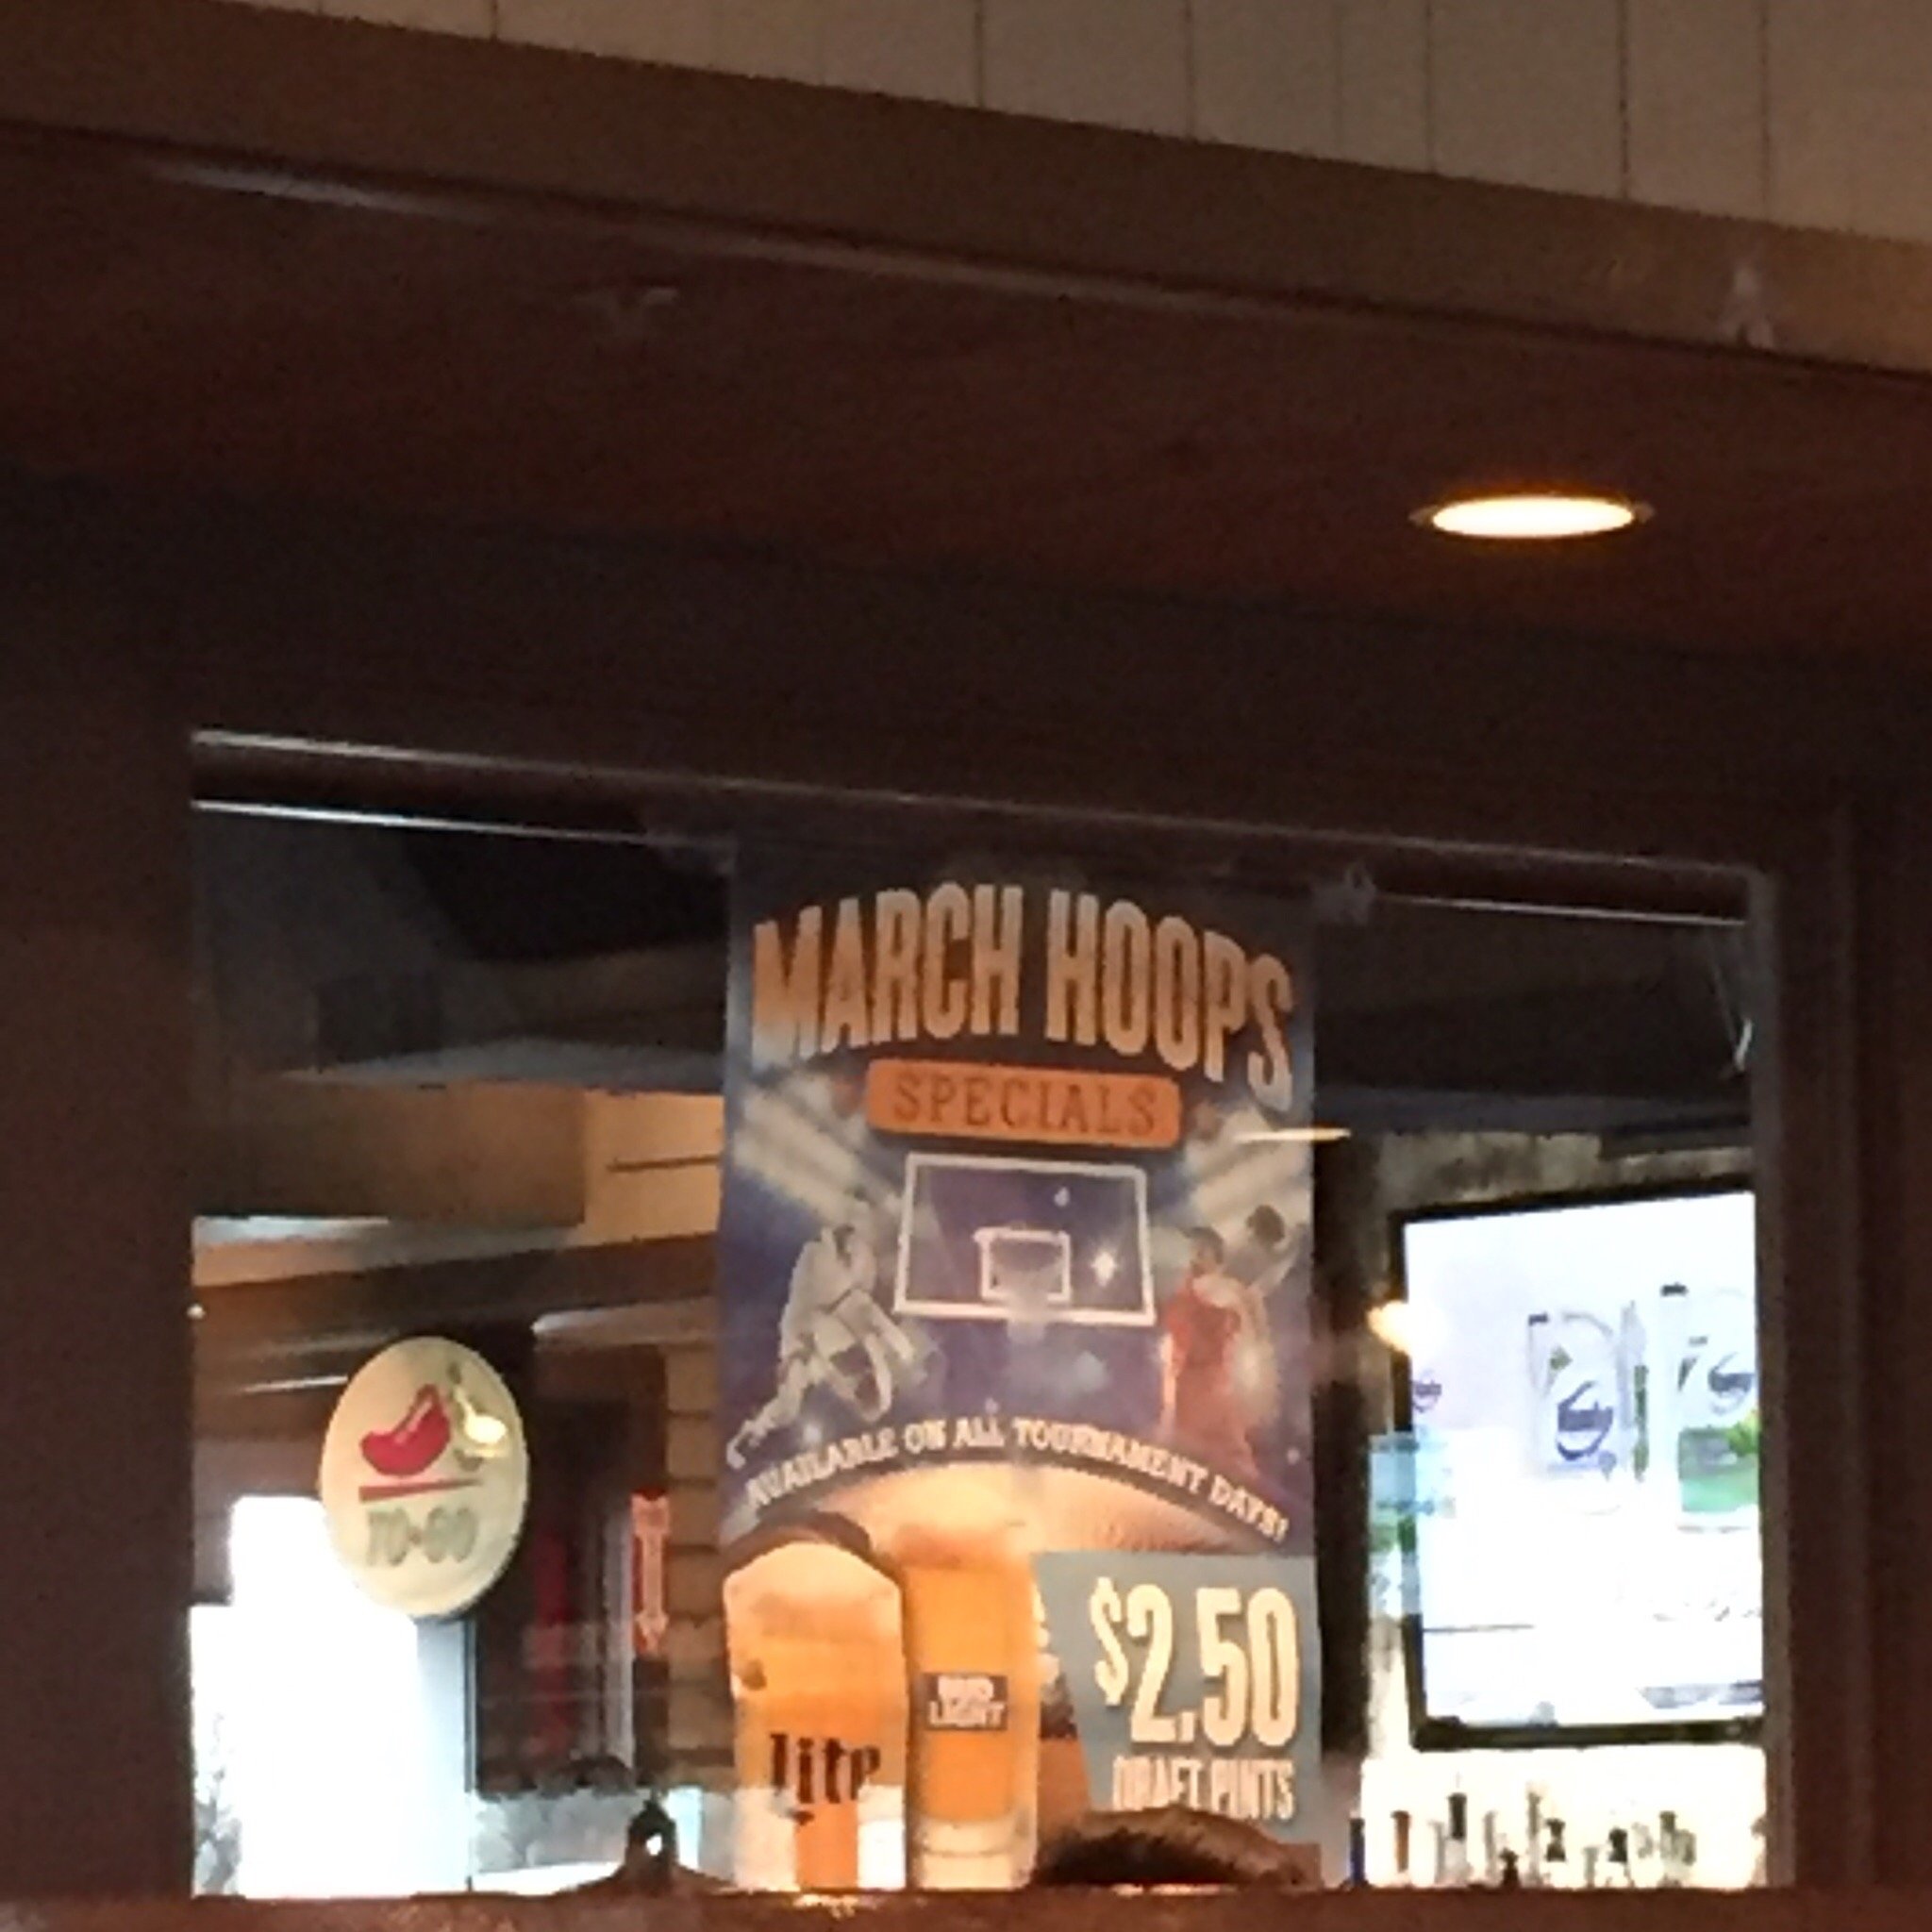 MARCH HOOPS
SPECIALS
AVAILABLE ON ALL TOURNAMENT DAYS!
TO-GO
lite
BUD
LIGHT
$2.50
DRAFT PINTS